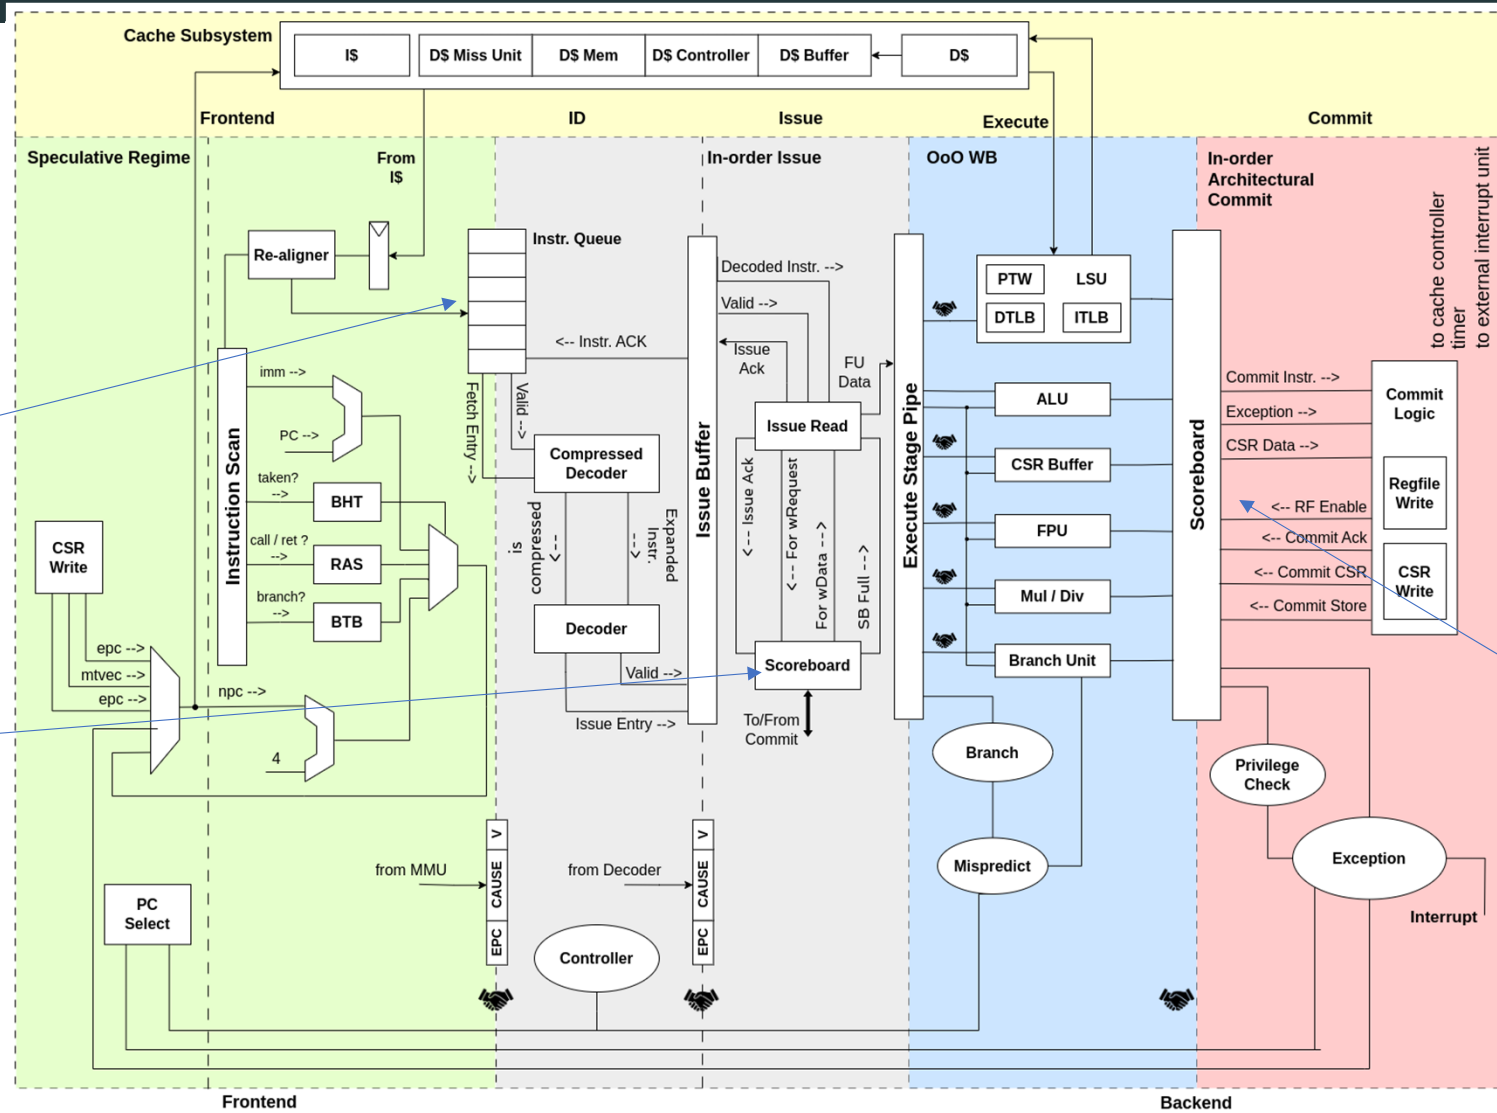 Cache Subsystem
I$
D$ Miss Unit
D$ Mem
D$ Controller
D$ Buffer
D$
Frontend
ID
Issue
Execute
Commit
Speculative Regime
From
I$
In-order Issue
OoO WB
In-order
Architectural
Commit
to cache controller
timer
to external interrupt unit
Re-aligner
Instr. Queue
Decoded Instr. -->
Valid -->
<-- Instr. ACK
Issue
Ack
FU
Data
PTW
LSU
DTLB
ITLB
Instruction Scan
imm -->
PC -->
taken?
-->
BHT
call / ret ?
-->
RAS
branch?
-->
BTB
Fetch Entry -->
Valid -->
Compressed
Decoder
is
compressed
-->
Expanded
Instr.
-->
Decoder
Valid -->
Issue Entry -->
Issue Buffer
Issue Read
<-- Issue Ack
<-- For wRequest
For wData -->
SB Full -->
Scoreboard
To/From
Commit
Execute Stage Pipe
ALU
CSR Buffer
FPU
Mul / Div
Branch Unit
Scoreboard
Commit Instr. -->
Exception -->
CSR Data -->
<-- RF Enable
<-- Commit Ack
<-- Commit CSR
<-- Commit Store
Commit
Logic
Regfile
Write
CSR
Write
CSR
Write
epc -->
mtvec -->
epc -->
npc -->
4
Branch
Mispredict
Privilege
Check
Exception
Interrupt
from MMU
V
CAUSE
EPC
from Decoder
V
CAUSE
EPC
PC
Select
Controller
Frontend
Backend